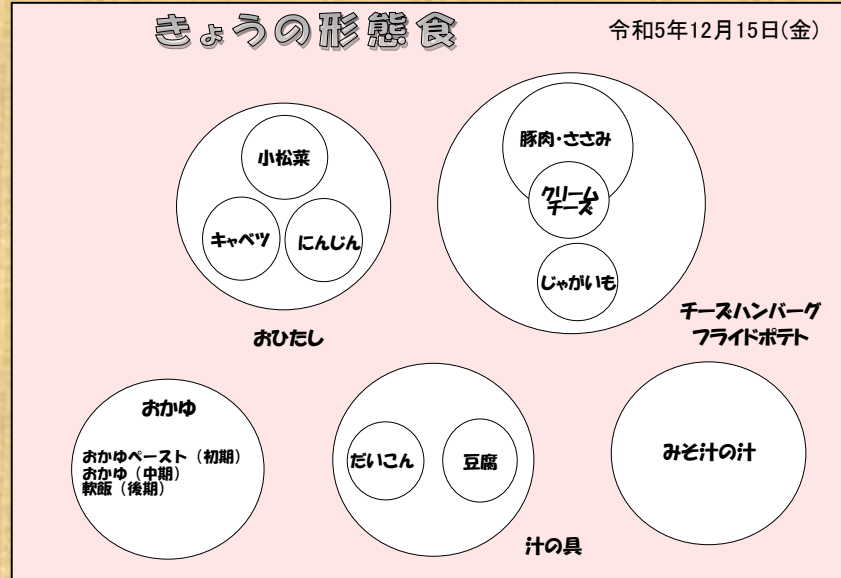 きょうの形態食
令和5年12月15日(金)
小松菜
キャベツ
にんじん
おひたし
豚肉・ささみ
クリーム
チーズ
じゃがいも
チーズハンバーグ
フライドポテト
おかゆ
おかゆペースト（初期）
おかゆ（中期）
軟飯（後期）
だいこん
豆腐
汁の具
みそ汁の汁